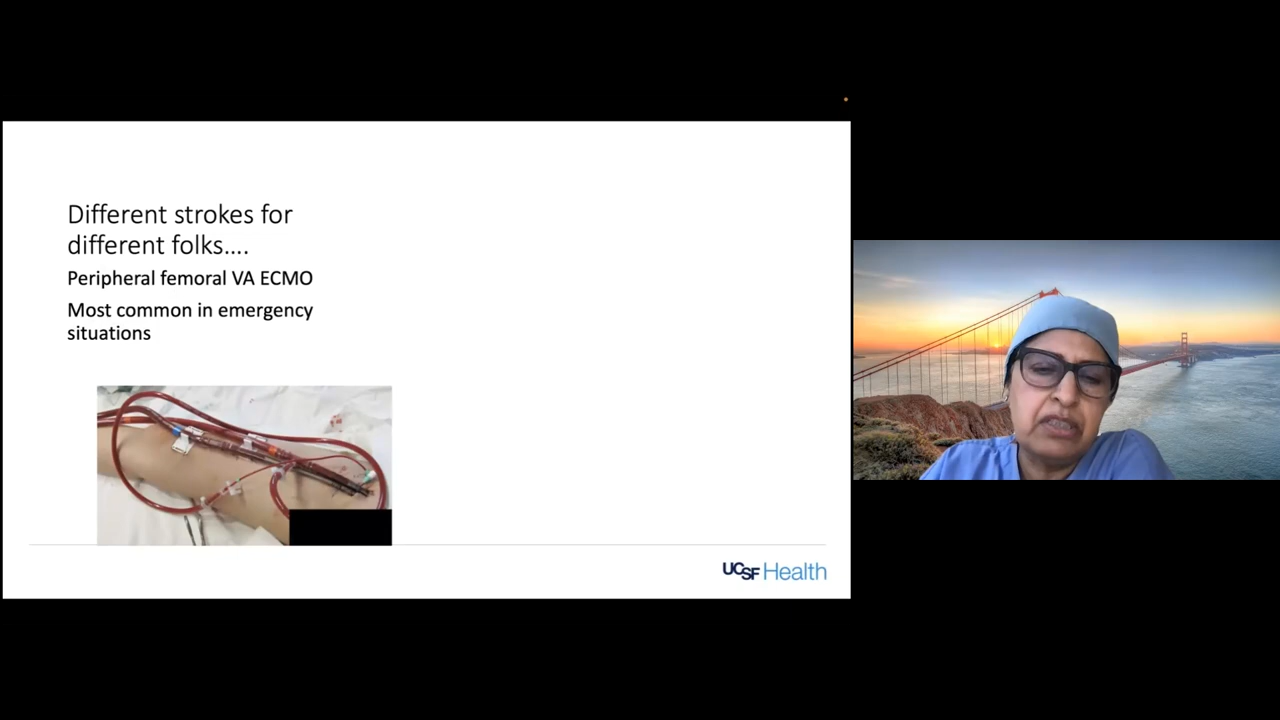 Different strokes for
different folks....
Peripheral femoral VA ECMO
Most common in emergency
situations
UCSF Health